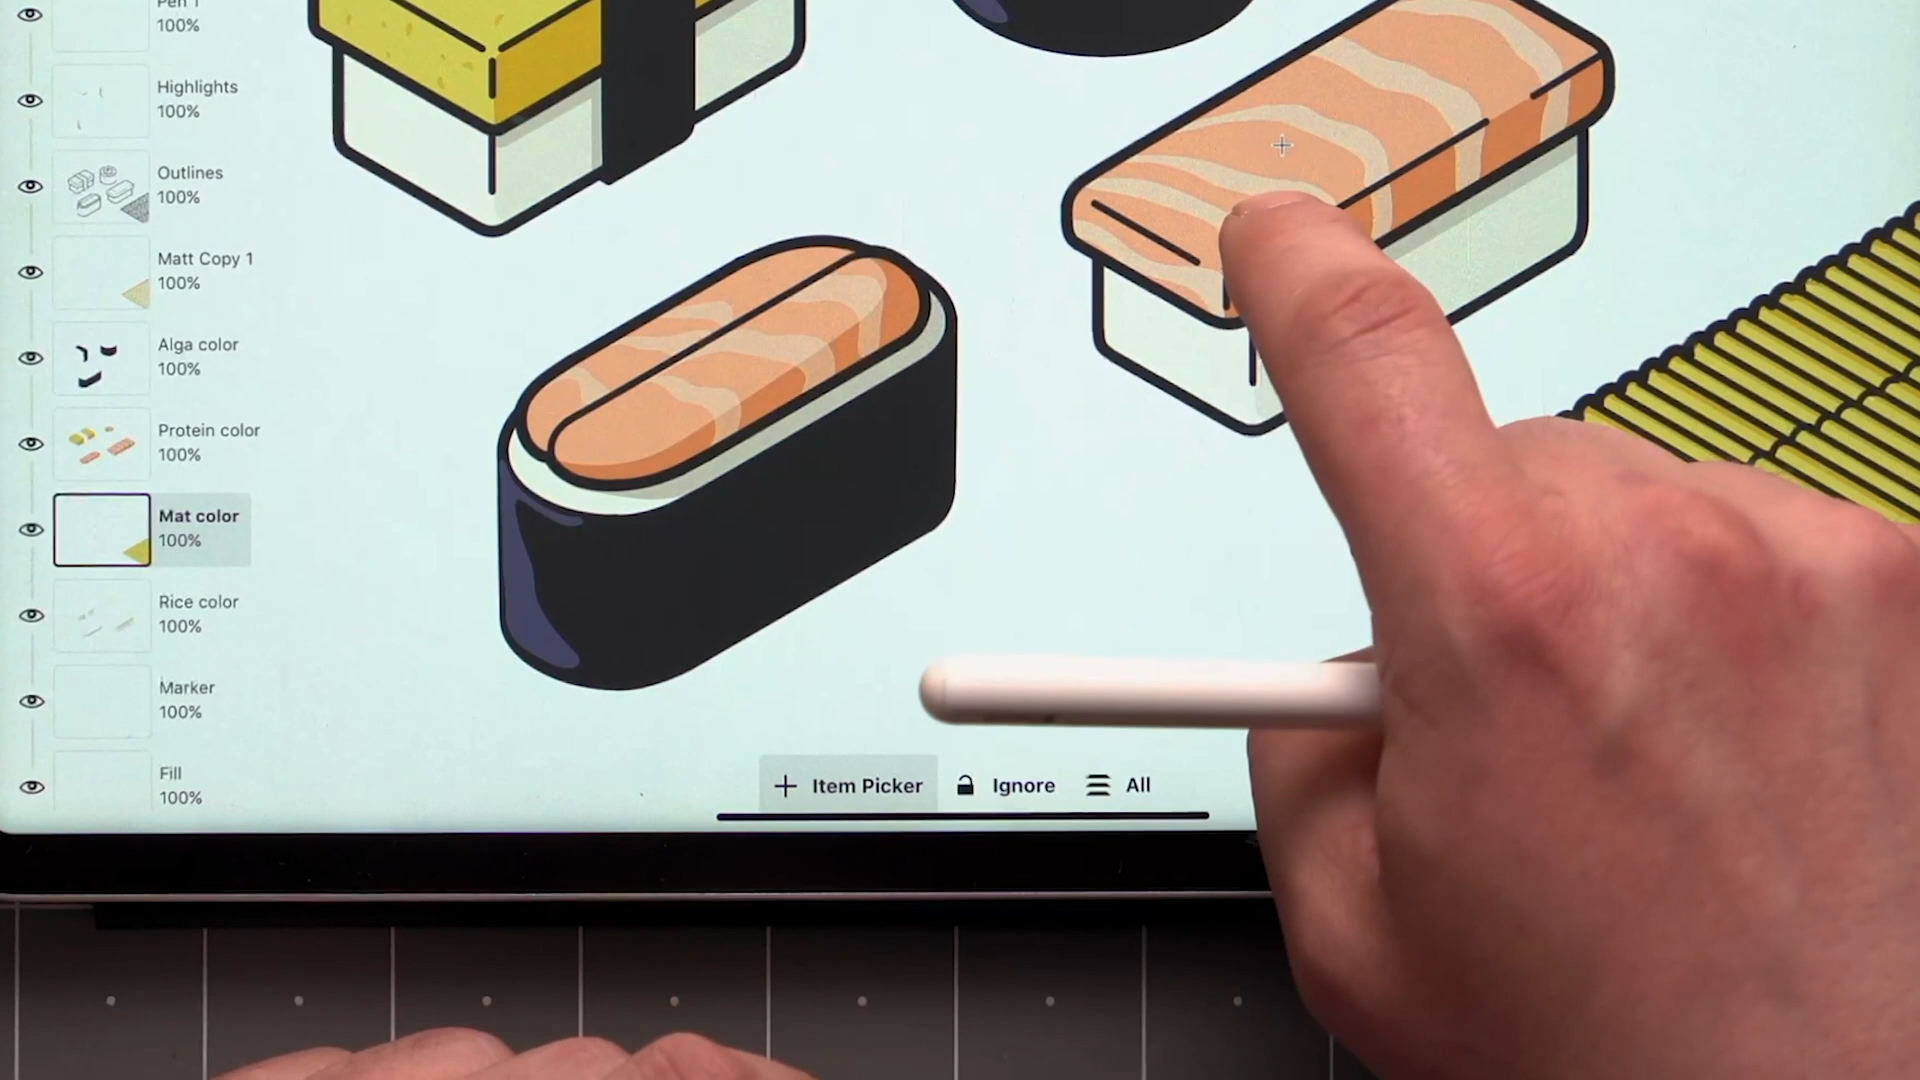 Pen 1
100%
Highlights
100%
Outlines
100%
Matt Copy 1
100%
Alga color
100%
Protein color
100%
Mat color
100%
Rice color
100%
Marker
100%
Fill
100%
Item Picker
Ignore
All